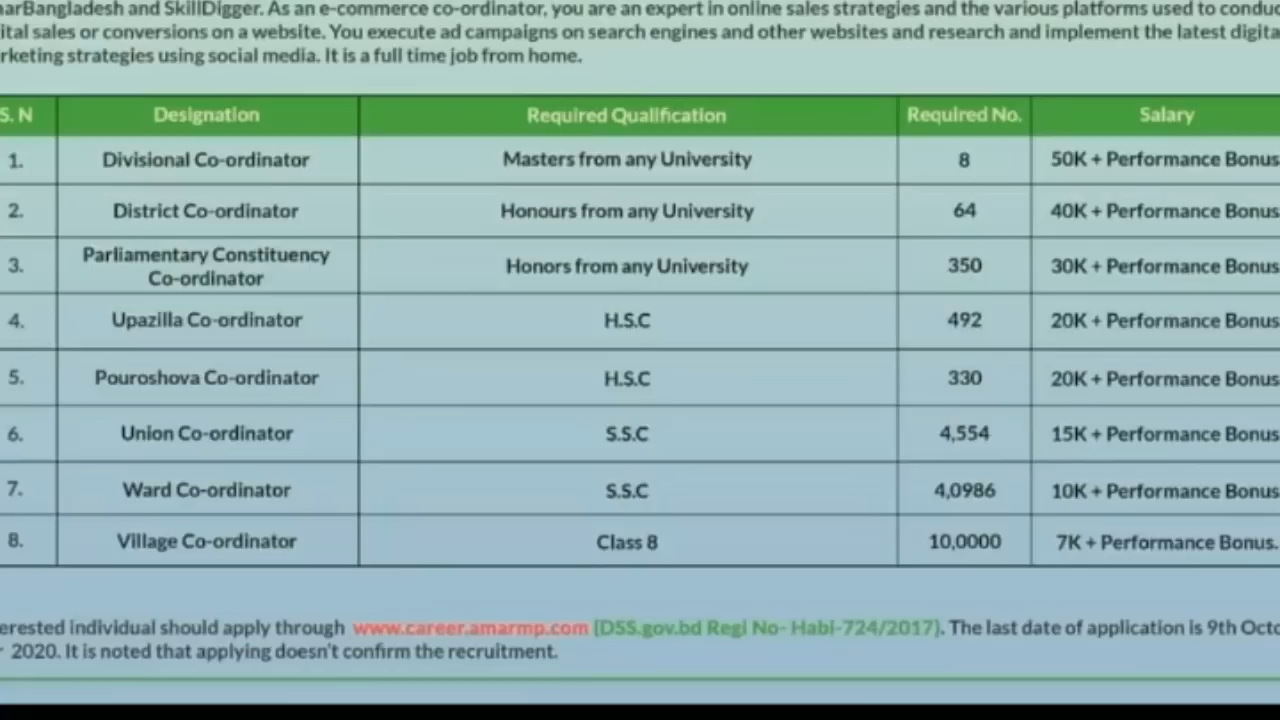 and SkillDigger. As an e-commerce co-ordinator, you are an expert in online sales strategies and the various platforms used to
sales or conversions on a website. You execute ad campaigns on search engines and other websites and research and implement the latest
strategies using social media. It is a full time job from home.
S. N Designation Required Qualification Required No. Salary
1. Divisional Co-ordinator Masters from any University 8 50K + Performance Bonus
2. District Co-ordinator Honours from any University 64 40K + Performance Bonus
3. Parliamentary Constituency Co-ordinator Honors from any University 350 30K + Performance Bonus
4. Upazilla Co-ordinator H.S.C 492 20K + Performance Bonus
5. Pouroshova Co-ordinator H.S.C 330 20K + Performance Bonus
6. Union Co-ordinator S.S.C 4,554 15K + Performance Bonus
7. Ward Co-ordinator S.S.C 4,0986 10K + Performance Bonus
8. Village Co-ordinator Class 8 10,0000 7K + Performance Bonus.
individual should apply through www.career.amarmp.com (DSS.gov.bd Regi No- Habi-724/2017). The last date of application is 9th
2020. It is noted that applying doesn't confirm the recruitment.